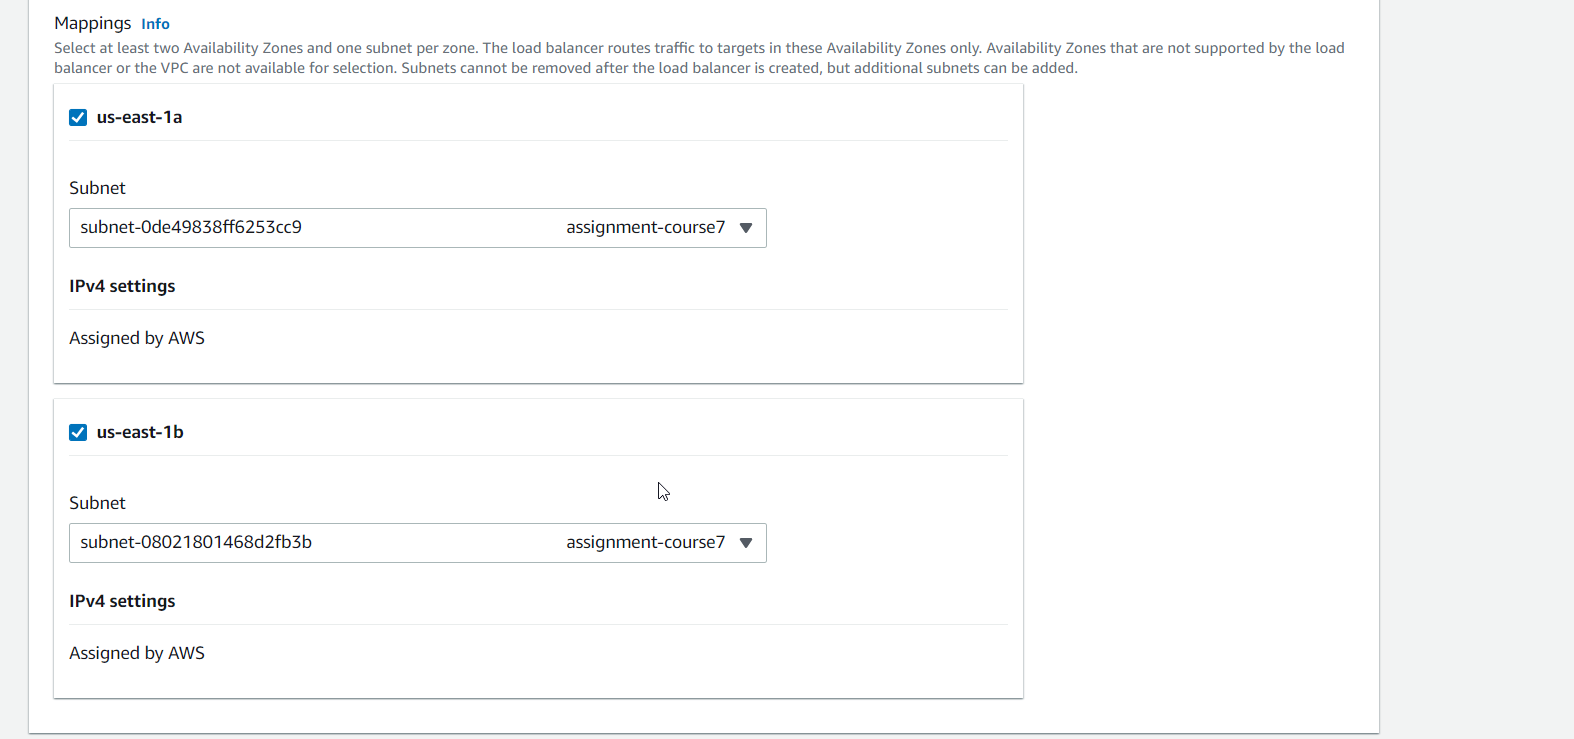 Mappings Info
Select at least two Availability Zones and one subnet per zone. The load balancer routes traffic to targets in these Availability Zones only. Availability Zones that are not supported by the load
balancer or the VPC are not available for selection. Subnets cannot be removed after the load balancer is created, but additional subnets can be added.
us-east-1a
Subnet
subnet-0de49838ff6253cc9 assignment-course7
IPv4 settings
Assigned by AWS
us-east-1b
Subnet
subnet-08021801468d2fb3b assignment-course7
IPv4 settings
Assigned by AWS